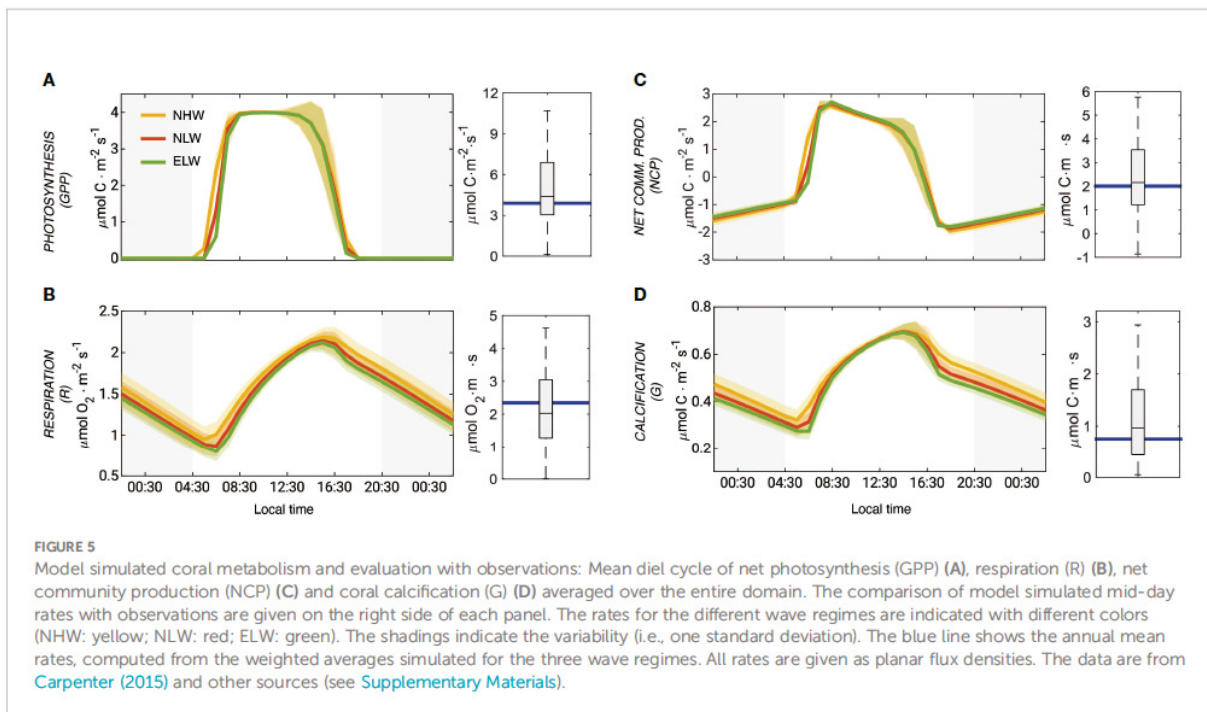 A
PHOTOSYNTHESIS
(GPP)
μmol C · m⁻² s⁻¹
4
3
2
1
0
NHW
NLW
ELW
μmol C·m⁻²·s⁻¹
12
9
6
3
0
C
NET COMM. PROD.
(NCP)
μmol C · m⁻² s⁻¹
3
2
1
0
-1
-2
-3
μmol C·m ·s
6
5
4
3
2
1
0
-1
B
RESPIRATION
(R)
μmol O₂ · m⁻² s⁻¹
2.5
2
1.5
1
0.5
00:30 04:30 08:30 12:30 16:30 20:30 00:30
Local time
μmol O₂·m ·s
5
4
3
2
1
0
D
CALCIFICATION
(G)
μmol C · m⁻² s⁻¹
0.8
0.6
0.4
0.2
00:30 04:30 08:30 12:30 16:30 20:30 00:30
Local time
μmol C·m ·s
3
2
1
0
FIGURE 5
Model simulated coral metabolism and evaluation with observations: Mean diel cycle of net photosynthesis (GPP) (A), respiration (R) (B), net
community production (NCP) (C) and coral calcification (G) (D) averaged over the entire domain. The comparison of model simulated mid-day
rates with observations are given on the right side of each panel. The rates for the different wave regimes are indicated with different colors
(NHW: yellow; NLW: red; ELW: green). The shadings indicate the variability (i.e., one standard deviation). The blue line shows the annual mean
rates, computed from the weighted averages simulated for the three wave regimes. All rates are given as planar flux densities. The data are from
Carpenter (2015) and other sources (see Supplementary Materials).